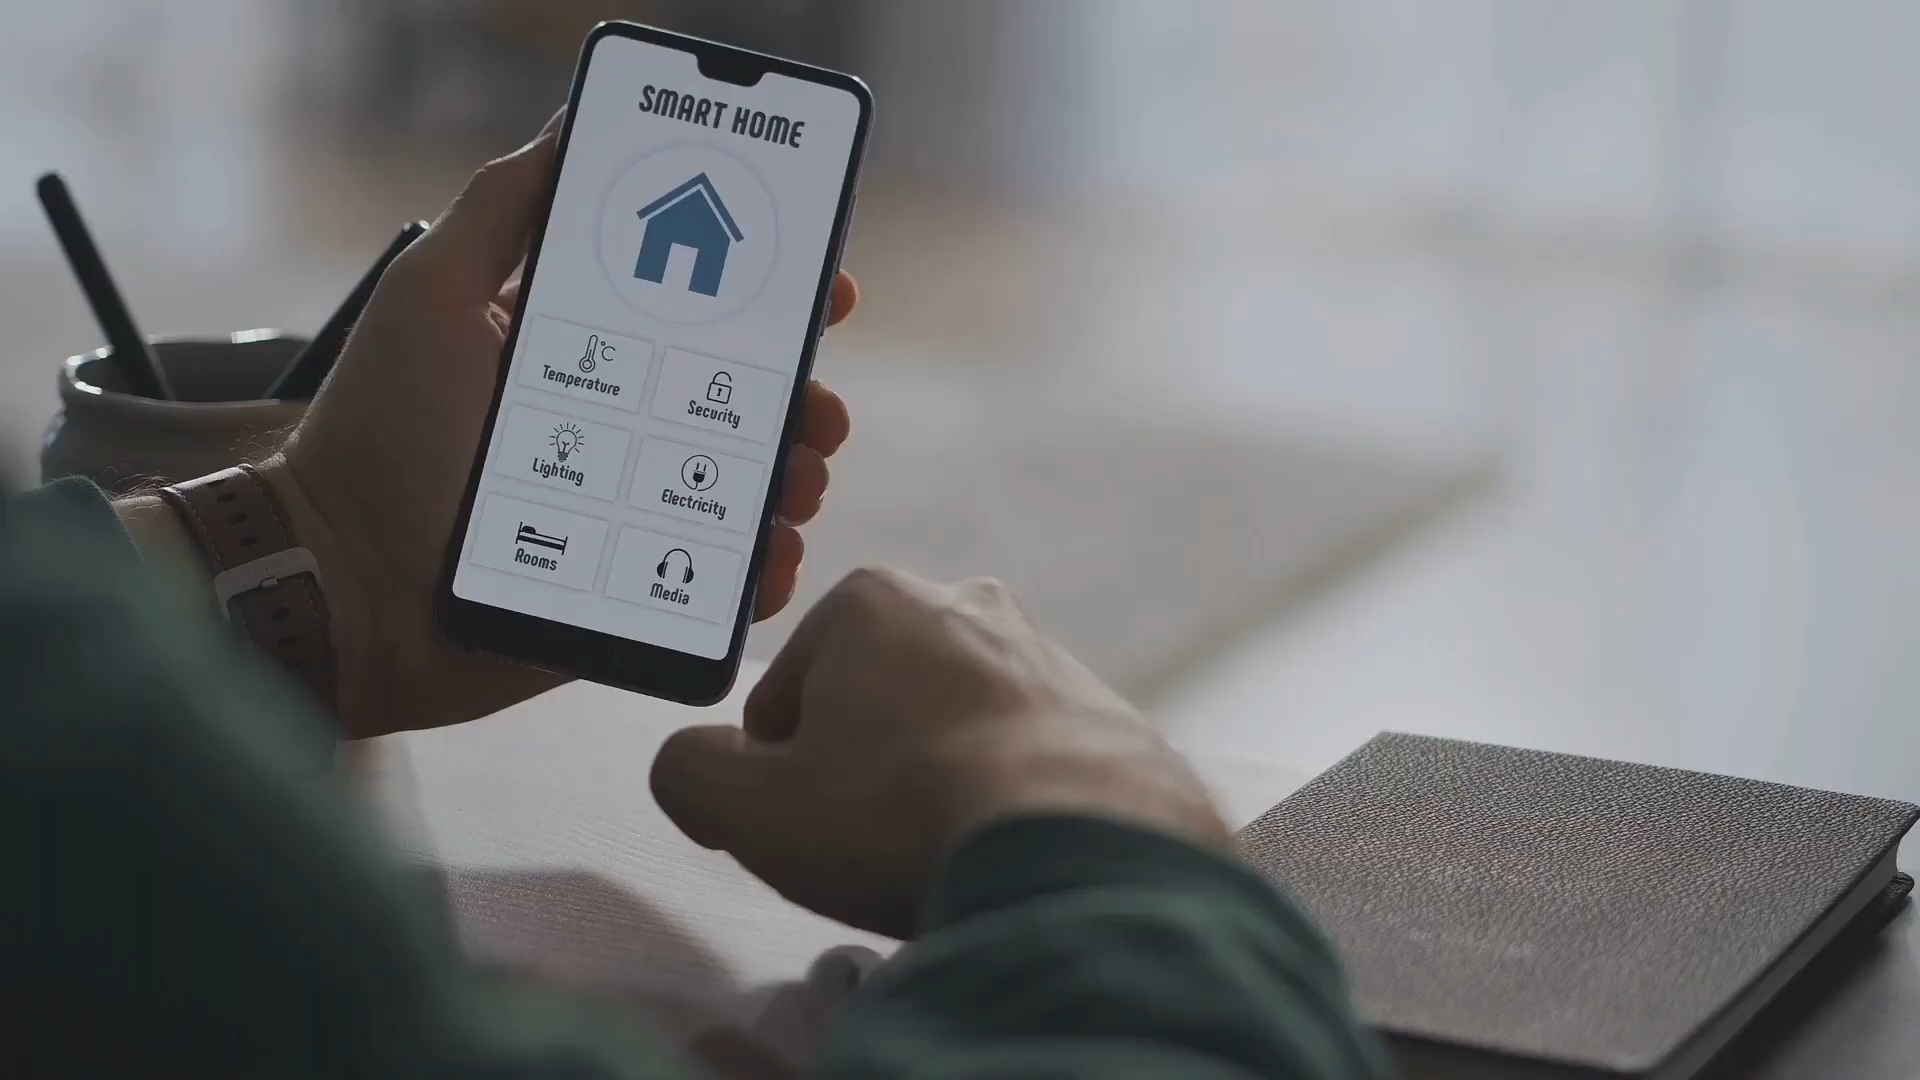 SMART HOME
°C
Temperature
Security
Lighting
Electricity
Rooms
Media